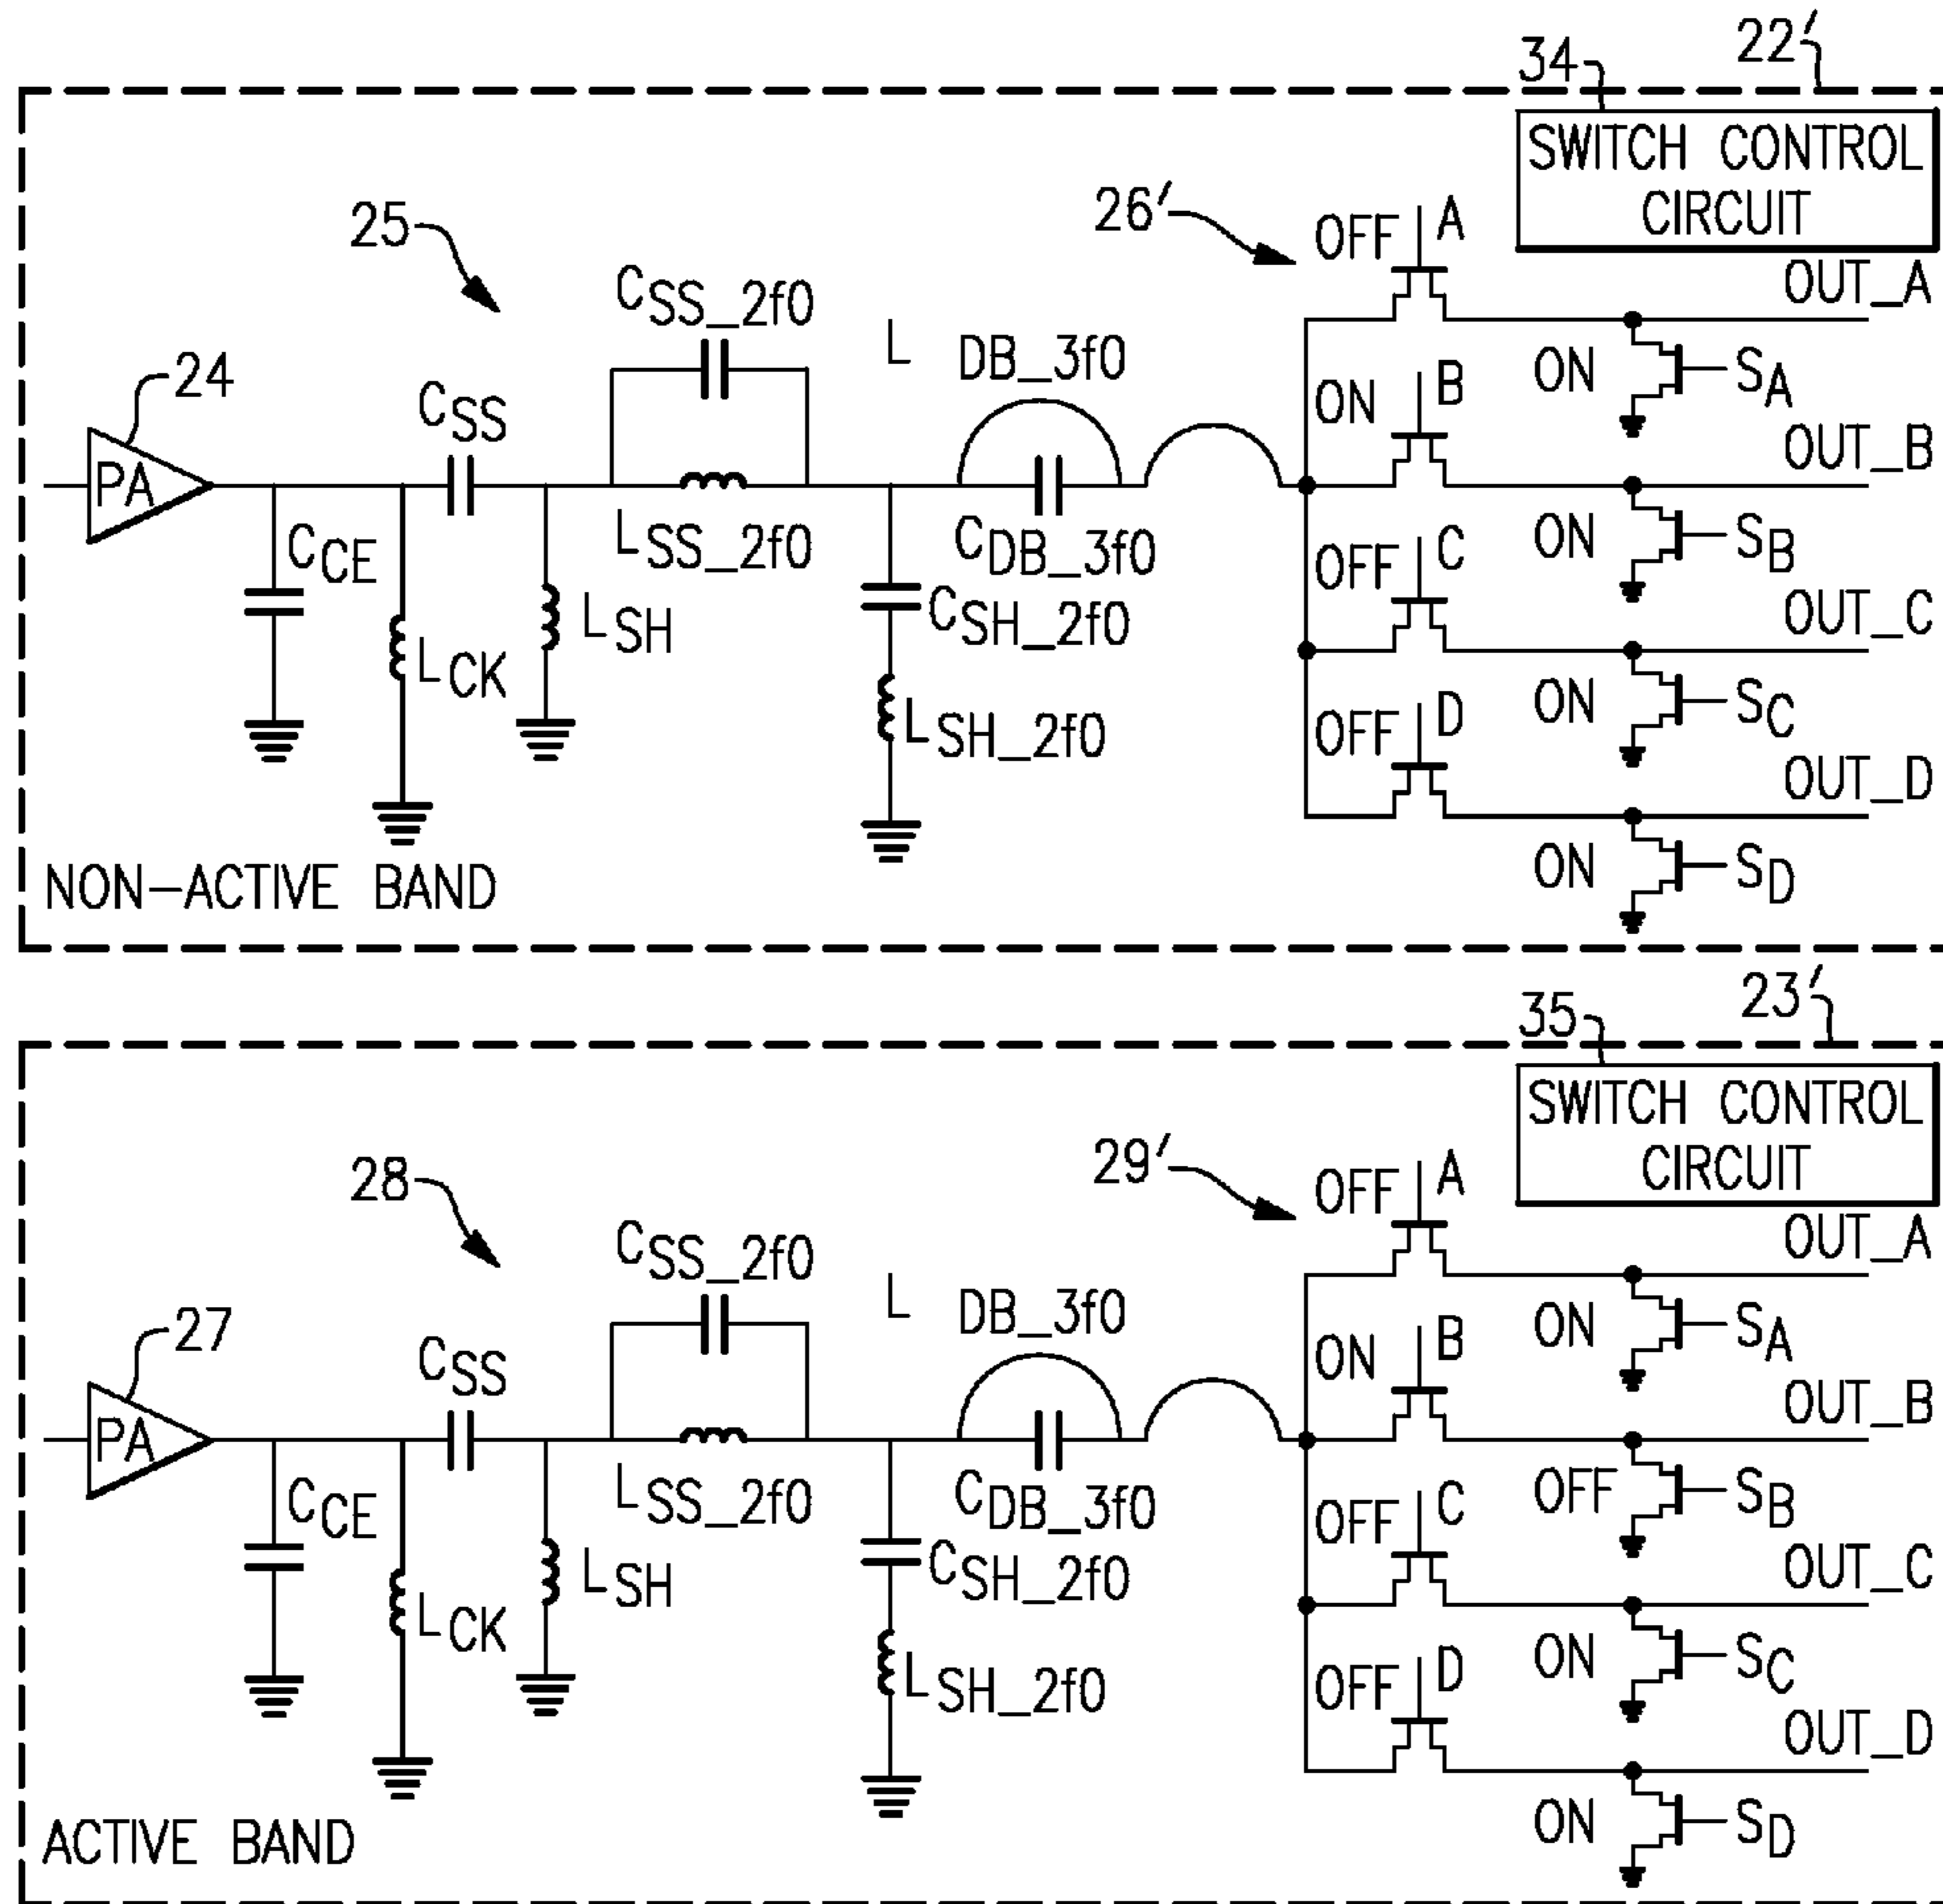 34
22′
SWITCH CONTROL
CIRCUIT
25
26′
OFF
A
OUT_A
CSS_2f0
L DB_3f0
ON
SA
24
CSS
ON
B
OUT_B
PA
CCE
LSS_2f0
CDB_3f0
ON
SB
OFF
C
OUT_C
LSH
CSH_2f0
LCK
ON
SC
OFF
D
OUT_D
LSH_2f0
ON
SD
NON-ACTIVE BAND
35
23′
SWITCH CONTROL
CIRCUIT
28
29′
OFF
A
OUT_A
CSS_2f0
L DB_3f0
ON
SA
27
CSS
ON
B
OUT_B
PA
CCE
LSS_2f0
CDB_3f0
OFF
SB
OFF
C
OUT_C
LSH
CSH_2f0
LCK
ON
SC
OFF
D
OUT_D
LSH_2f0
ON
SD
ACTIVE BAND